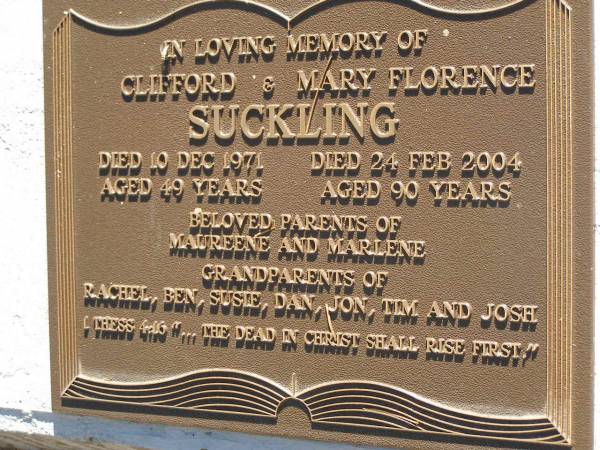 IN LOVING MEMORY OF
CLIFFORD & MARY FLORENCE
SUCKLING
DIED 10 DEC 1971 DIED 24 FEB 2004
AGED 49 YEARS AGED 90 YEARS
BELOVED PARENTS OF
MAUREENE AND MARLENE
GRANDPARENTS OF
RACHEL, BEN, SUSIE, DAN, JON, TIM AND JOSH
1 THESS 4:16 "... THE DEAD IN CHRIST SHALL RISE FIRST."